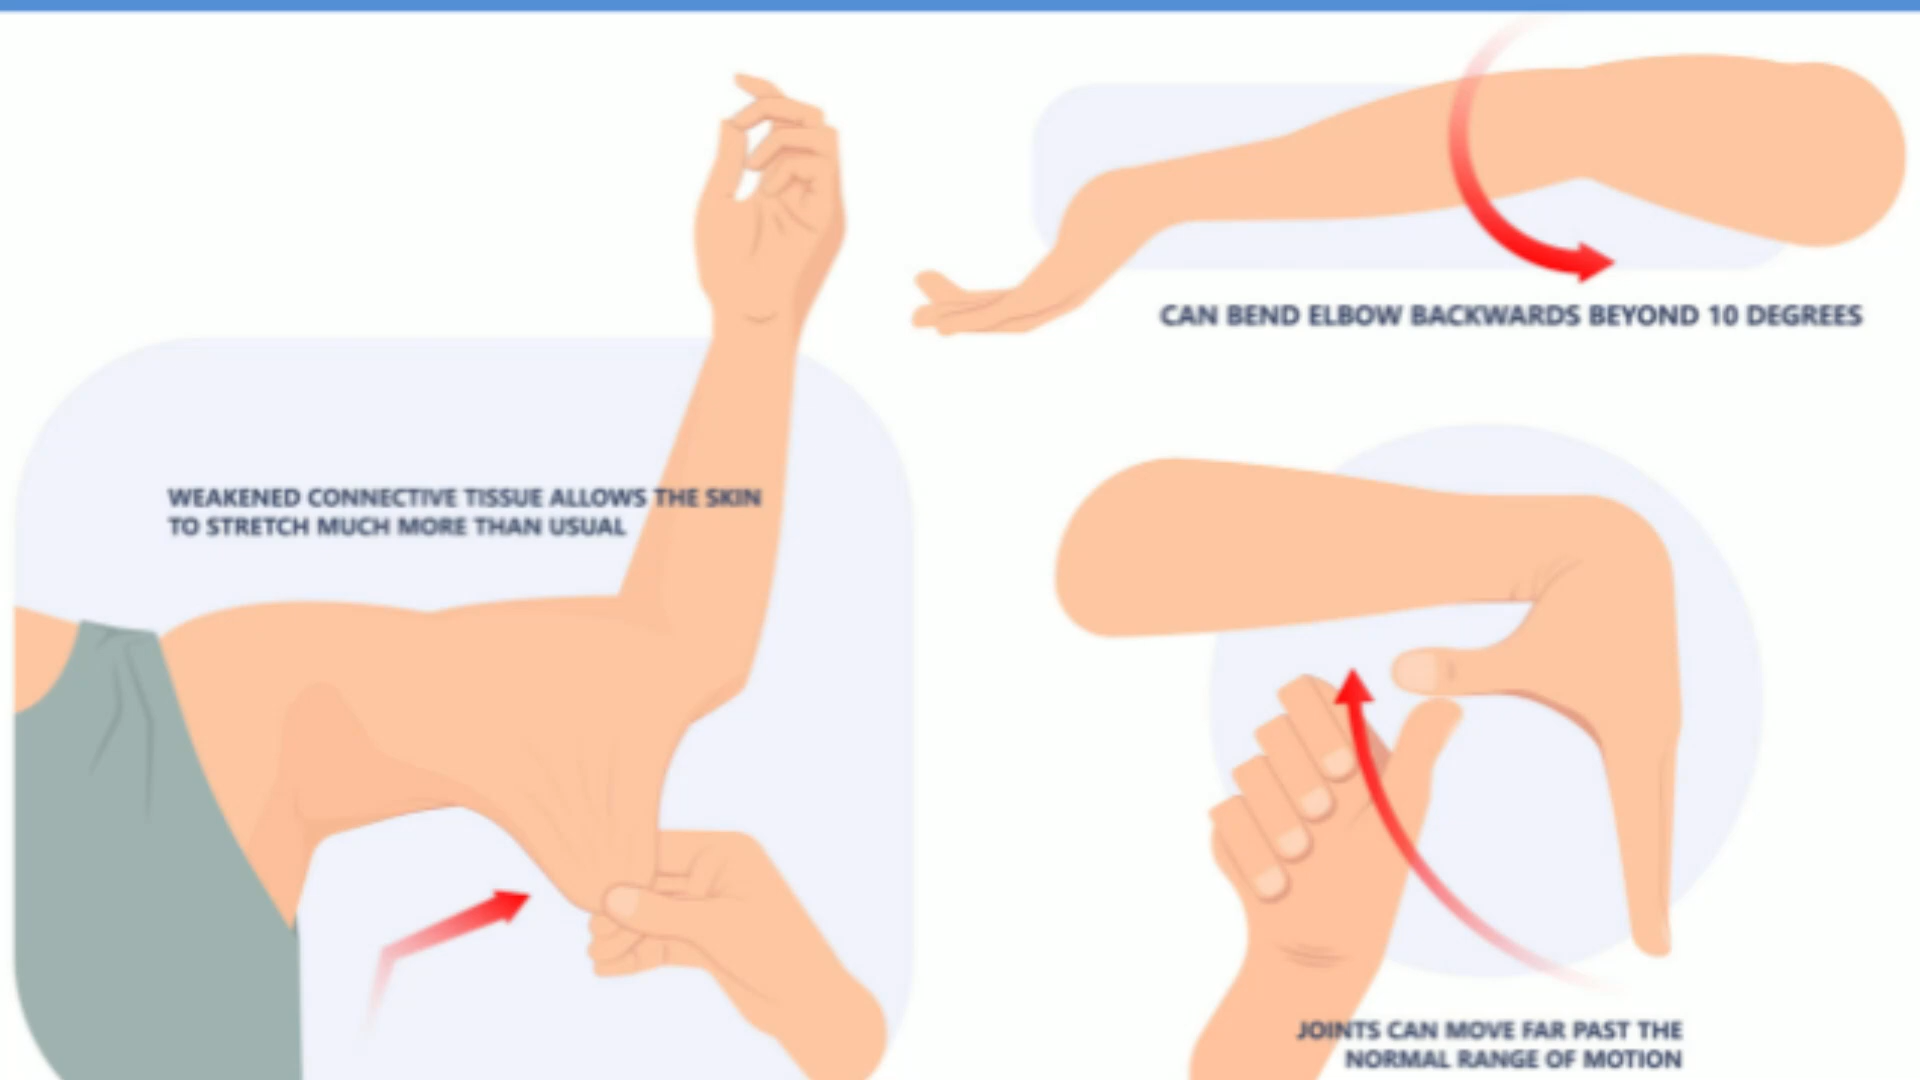 CAN BEND ELBOW BACKWARDS BEYOND 10 DEGREES
WEAKENED CONNECTIVE TISSUE ALLOWS THE SKIN
TO STRETCH MUCH MORE THAN USUAL
JOINTS CAN MOVE FAR PAST THE
NORMAL RANGE OF MOTION